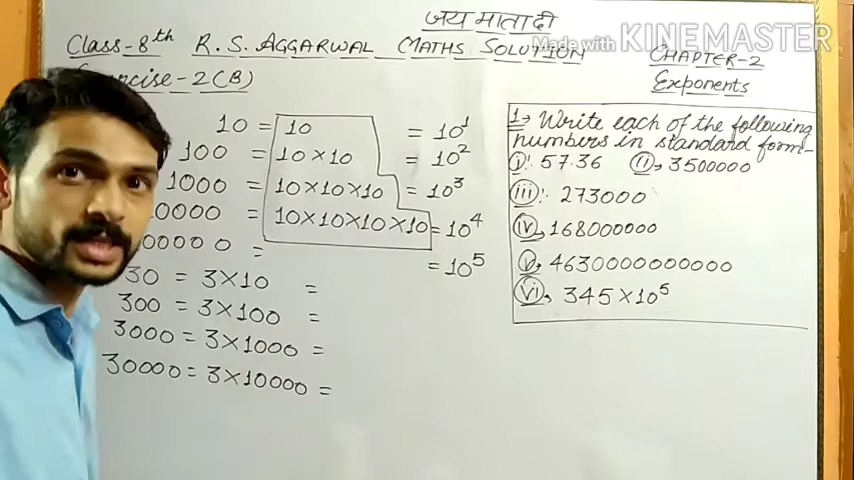 जय माता दी
Class-8th R.S. AGGARWAL MATHS SOLUTION
Made with KINEMASTER
CHAPTER-2
Exercise-2(B)
Exponents
10 = 10 = 10¹
100 = 10×10 = 10²
1000 = 10×10×10 = 10³
0000 = 10×10×10×10 = 10⁴
0000 =
= 10⁵
30 = 3×10 =
300 = 3×100 =
3000 = 3×1000 =
30000 = 3×10000 =
1→ Write each of the following
numbers in standard form-
(i) 57.36 (ii) 3500000
(iii) 273000
(iv) 168000000
(v) 4630000000000
(vi) 345×10⁵